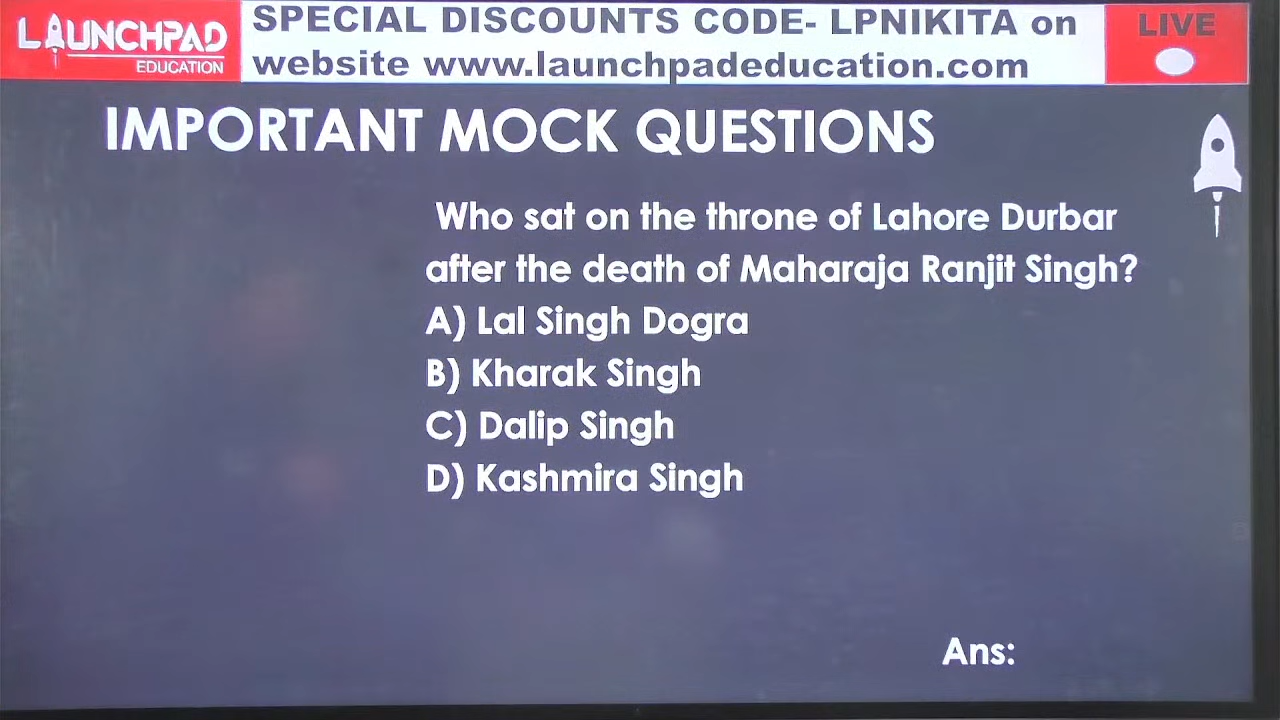 LAUNCHPAD
EDUCATION
SPECIAL DISCOUNTS CODE- LPNIKITA on
website www.launchpadeducation.com
LIVE
IMPORTANT MOCK QUESTIONS
Who sat on the throne of Lahore Durbar
after the death of Maharaja Ranjit Singh?
A) Lal Singh Dogra
B) Kharak Singh
C) Dalip Singh
D) Kashmira Singh
Ans: